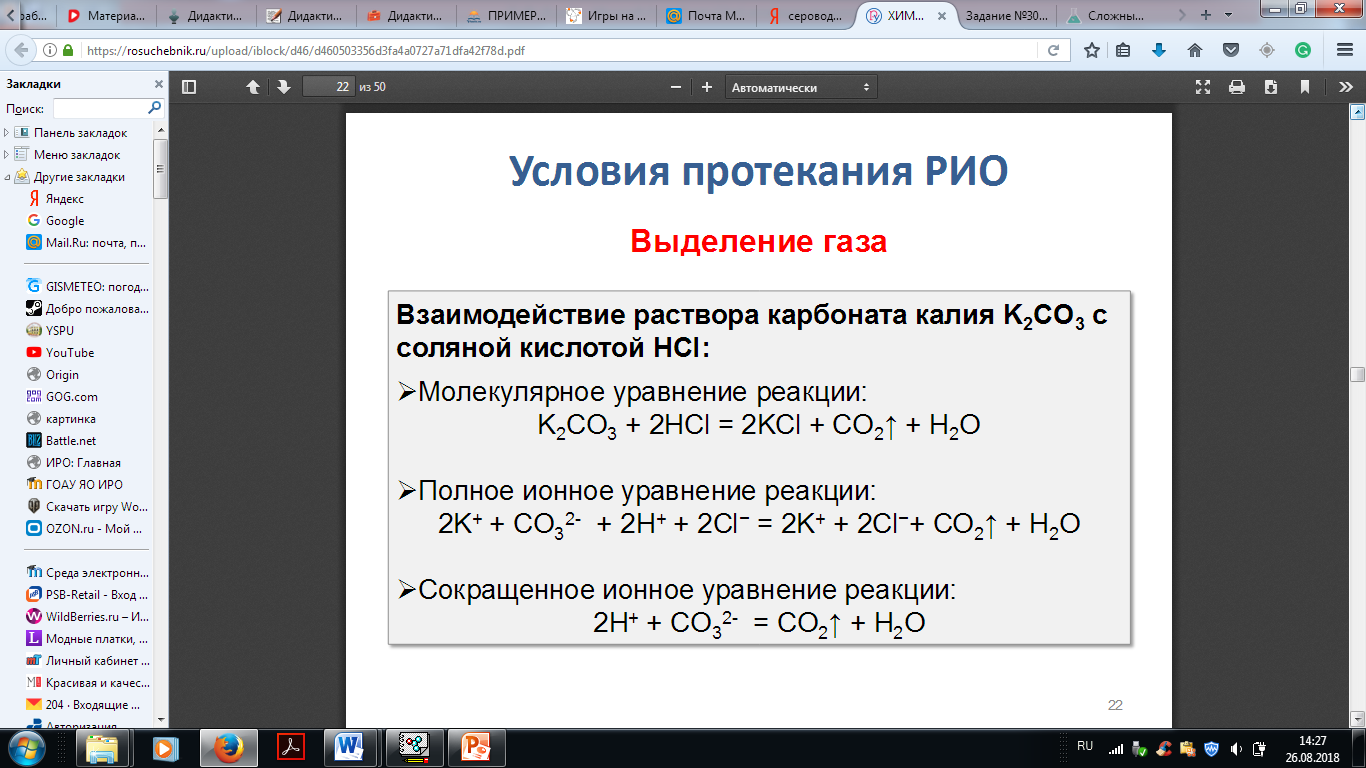 раб...
Материа...
Дидакти...
Дидакти...
Дидакти...
ПРИМЕР...
Игры на ...
Почта М...
серовод...
ХИМ...
Задание №30...
Сложны...
https://rosuchebnik.ru/upload/iblock/d46/d460503356d3fa4a0727a71dfa42f78d.pdf
Закладки
Поиск:
Панель закладок
Меню закладок
Другие закладки
Яндекс
Google
Mail.Ru: почта, п...
GISMETEO: погод...
Добро пожалова...
YSPU
YouTube
Origin
GOG.com
картинка
Battle.net
ИРО: Главная
ГОАУ ЯО ИРО
Скачать игру Wo...
OZON.ru - Мой ...
Среда электронн...
PSB-Retail - Вход ...
WildBerries.ru – И...
Модные платки, ...
Личный кабинет ...
Красивая и качес...
204 · Входящие ...
Авторизация
22 из 50
Автоматически
Условия протекания РИО
Выделение газа
Взаимодействие раствора карбоната калия K₂CO₃ с
соляной кислотой HCl:
➢Молекулярное уравнение реакции:
K₂CO₃ + 2HCl = 2KCl + CO₂↑ + H₂O
➢Полное ионное уравнение реакции:
2K⁺ + CO₃²⁻ + 2H⁺ + 2Cl⁻ = 2K⁺ + 2Cl⁻+ CO₂↑ + H₂O
➢Сокращенное ионное уравнение реакции:
2H⁺ + CO₃²⁻ = CO₂↑ + H₂O
22
RU
14:27
26.08.2018